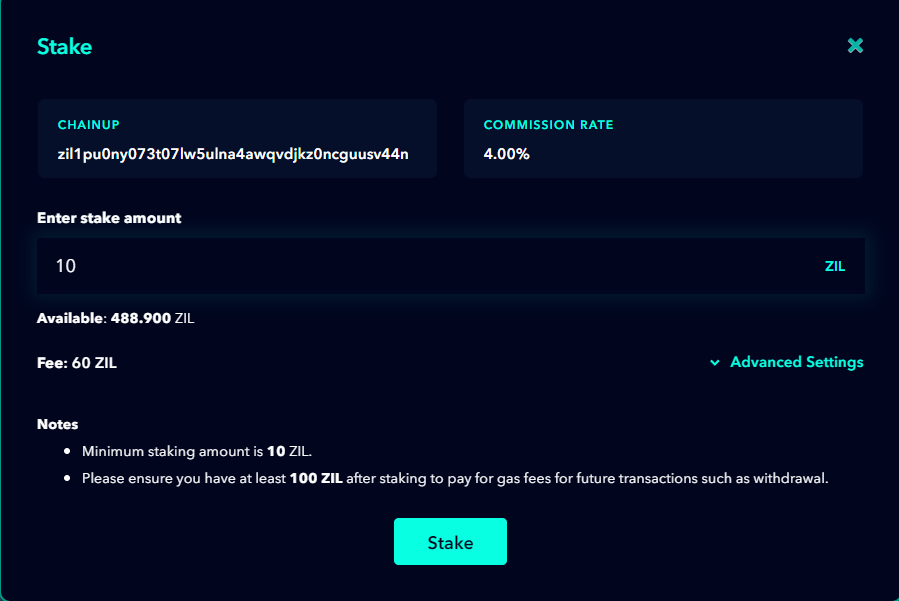 Stake
CHAINUP
zil1pu0ny073t07lw5ulna4awqvdjkz0ncguusv44n
COMMISSION RATE
4.00%
Enter stake amount
10
ZIL
Available: 488.900 ZIL
Fee: 60 ZIL
Advanced Settings
Notes
• Minimum staking amount is 10 ZIL.
• Please ensure you have at least 100 ZIL after staking to pay for gas fees for future transactions such as withdrawal.
Stake